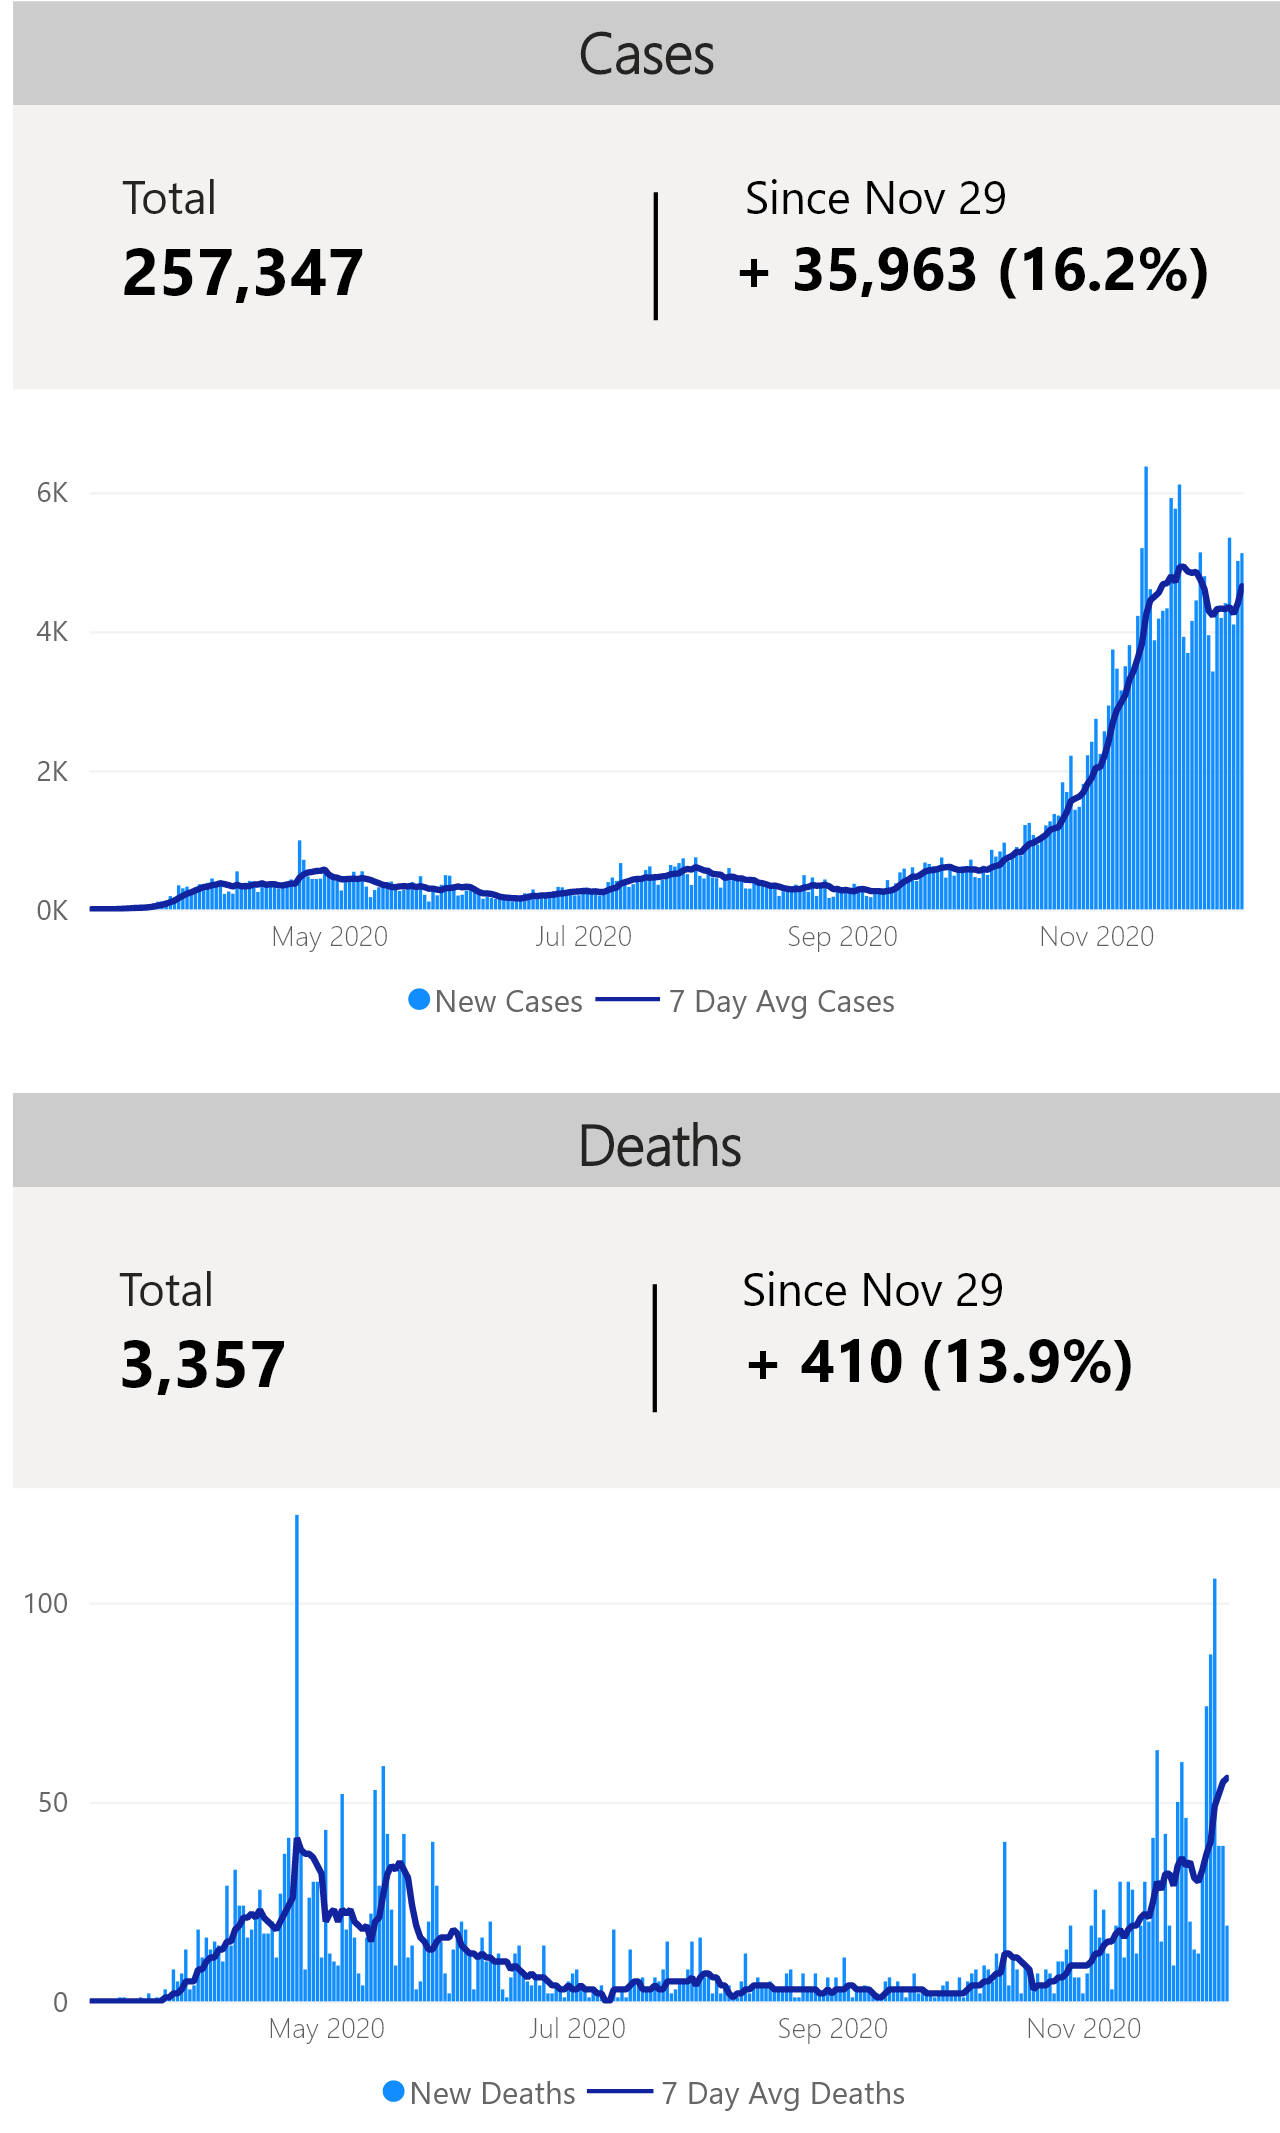 Cases
Total
Since Nov 29
257,347
+ 35,963 (16.2%)
6K
4K
2K
0K
May 2020
Jul 2020
Sep 2020
Nov 2020
New Cases
7 Day Avg Cases
Deaths
Total
Since Nov 29
3,357
+ 410 (13.9%)
100
50
0
May 2020
Jul 2020
Sep 2020
Nov 2020
New Deaths
7 Day Avg Deaths